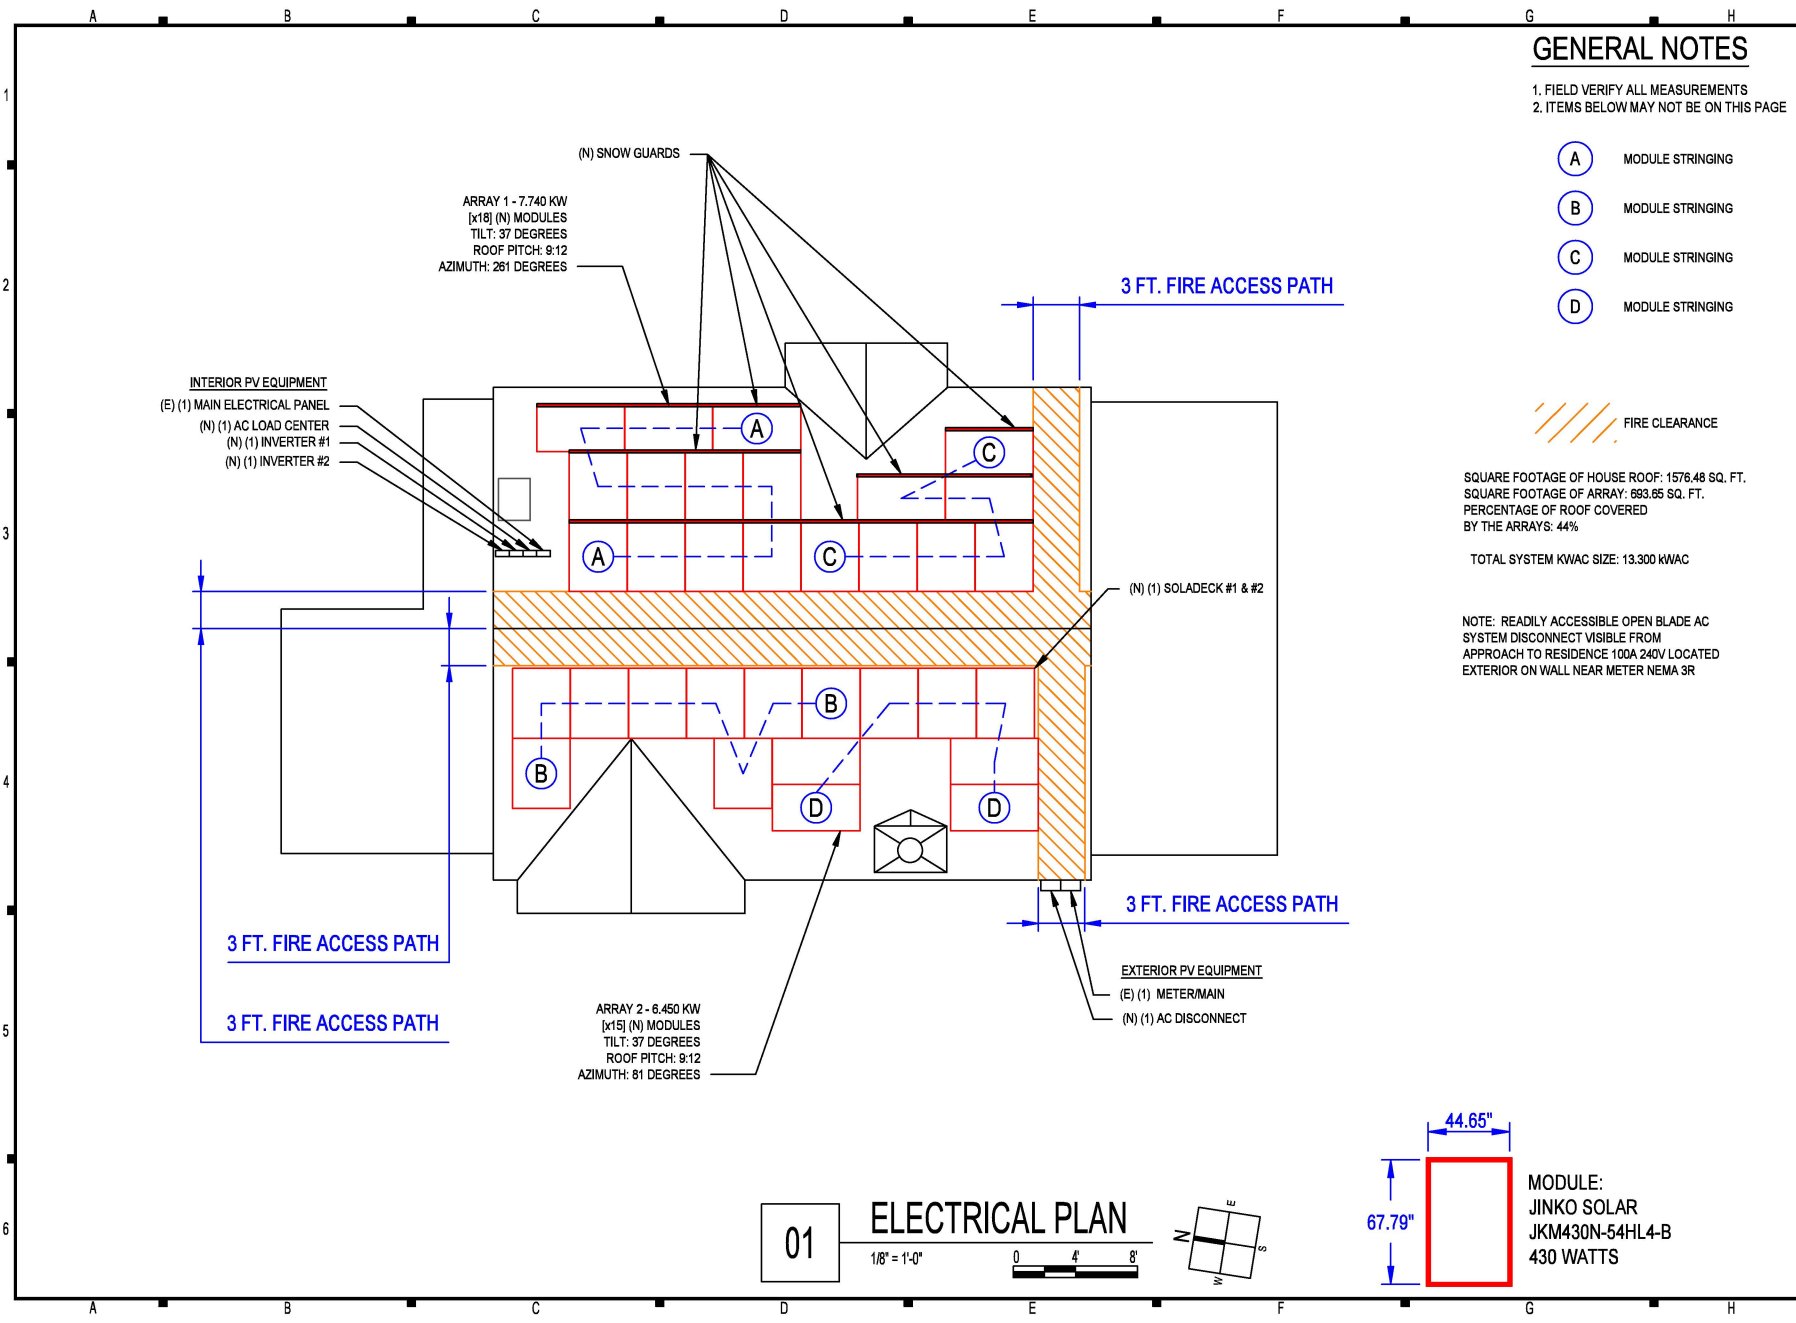 A B C D E F G H
GENERAL NOTES
1. FIELD VERIFY ALL MEASUREMENTS
2. ITEMS BELOW MAY NOT BE ON THIS PAGE
A MODULE STRINGING
B MODULE STRINGING
C MODULE STRINGING
D MODULE STRINGING
FIRE CLEARANCE
SQUARE FOOTAGE OF HOUSE ROOF: 1576.48 SQ. FT.
SQUARE FOOTAGE OF ARRAY: 693.65 SQ. FT.
PERCENTAGE OF ROOF COVERED
BY THE ARRAYS: 44%
TOTAL SYSTEM KWAC SIZE: 13.300 kWAC
NOTE: READILY ACCESSIBLE OPEN BLADE AC
SYSTEM DISCONNECT VISIBLE FROM
APPROACH TO RESIDENCE 100A 240V LOCATED
EXTERIOR ON WALL NEAR METER NEMA 3R
1
2
3
4
5
6
(N) SNOW GUARDS
ARRAY 1 - 7.740 KW
[x18] (N) MODULES
TILT: 37 DEGREES
ROOF PITCH: 9:12
AZIMUTH: 261 DEGREES
3 FT. FIRE ACCESS PATH
INTERIOR PV EQUIPMENT
(E) (1) MAIN ELECTRICAL PANEL
(N) (1) AC LOAD CENTER
(N) (1) INVERTER #1
(N) (1) INVERTER #2
A
C
A
C
(N) (1) SOLADECK #1 & #2
B
B
D
D
3 FT. FIRE ACCESS PATH
3 FT. FIRE ACCESS PATH
3 FT. FIRE ACCESS PATH
EXTERIOR PV EQUIPMENT
(E) (1) METER/MAIN
(N) (1) AC DISCONNECT
ARRAY 2 - 6.450 KW
[x15] (N) MODULES
TILT: 37 DEGREES
ROOF PITCH: 9:12
AZIMUTH: 81 DEGREES
01
ELECTRICAL PLAN
1/8" = 1'-0"
0 4' 8'
E
N
S
W
44.65"
67.79"
MODULE:
JINKO SOLAR
JKM430N-54HL4-B
430 WATTS
A B C D E F G H